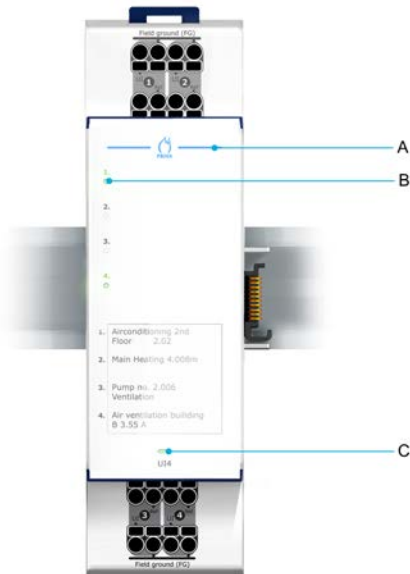 Field ground (FG)
1 2
A
1.
B
2.
3.
4.
1. Airconditioning 2nd
Floor 2.02
2. Main Heating 4.006m
3. Pump no. 2.006
Ventilation
4. Air ventilation building
B 3.55 A
C
UI4
3 4
Field ground (FG)